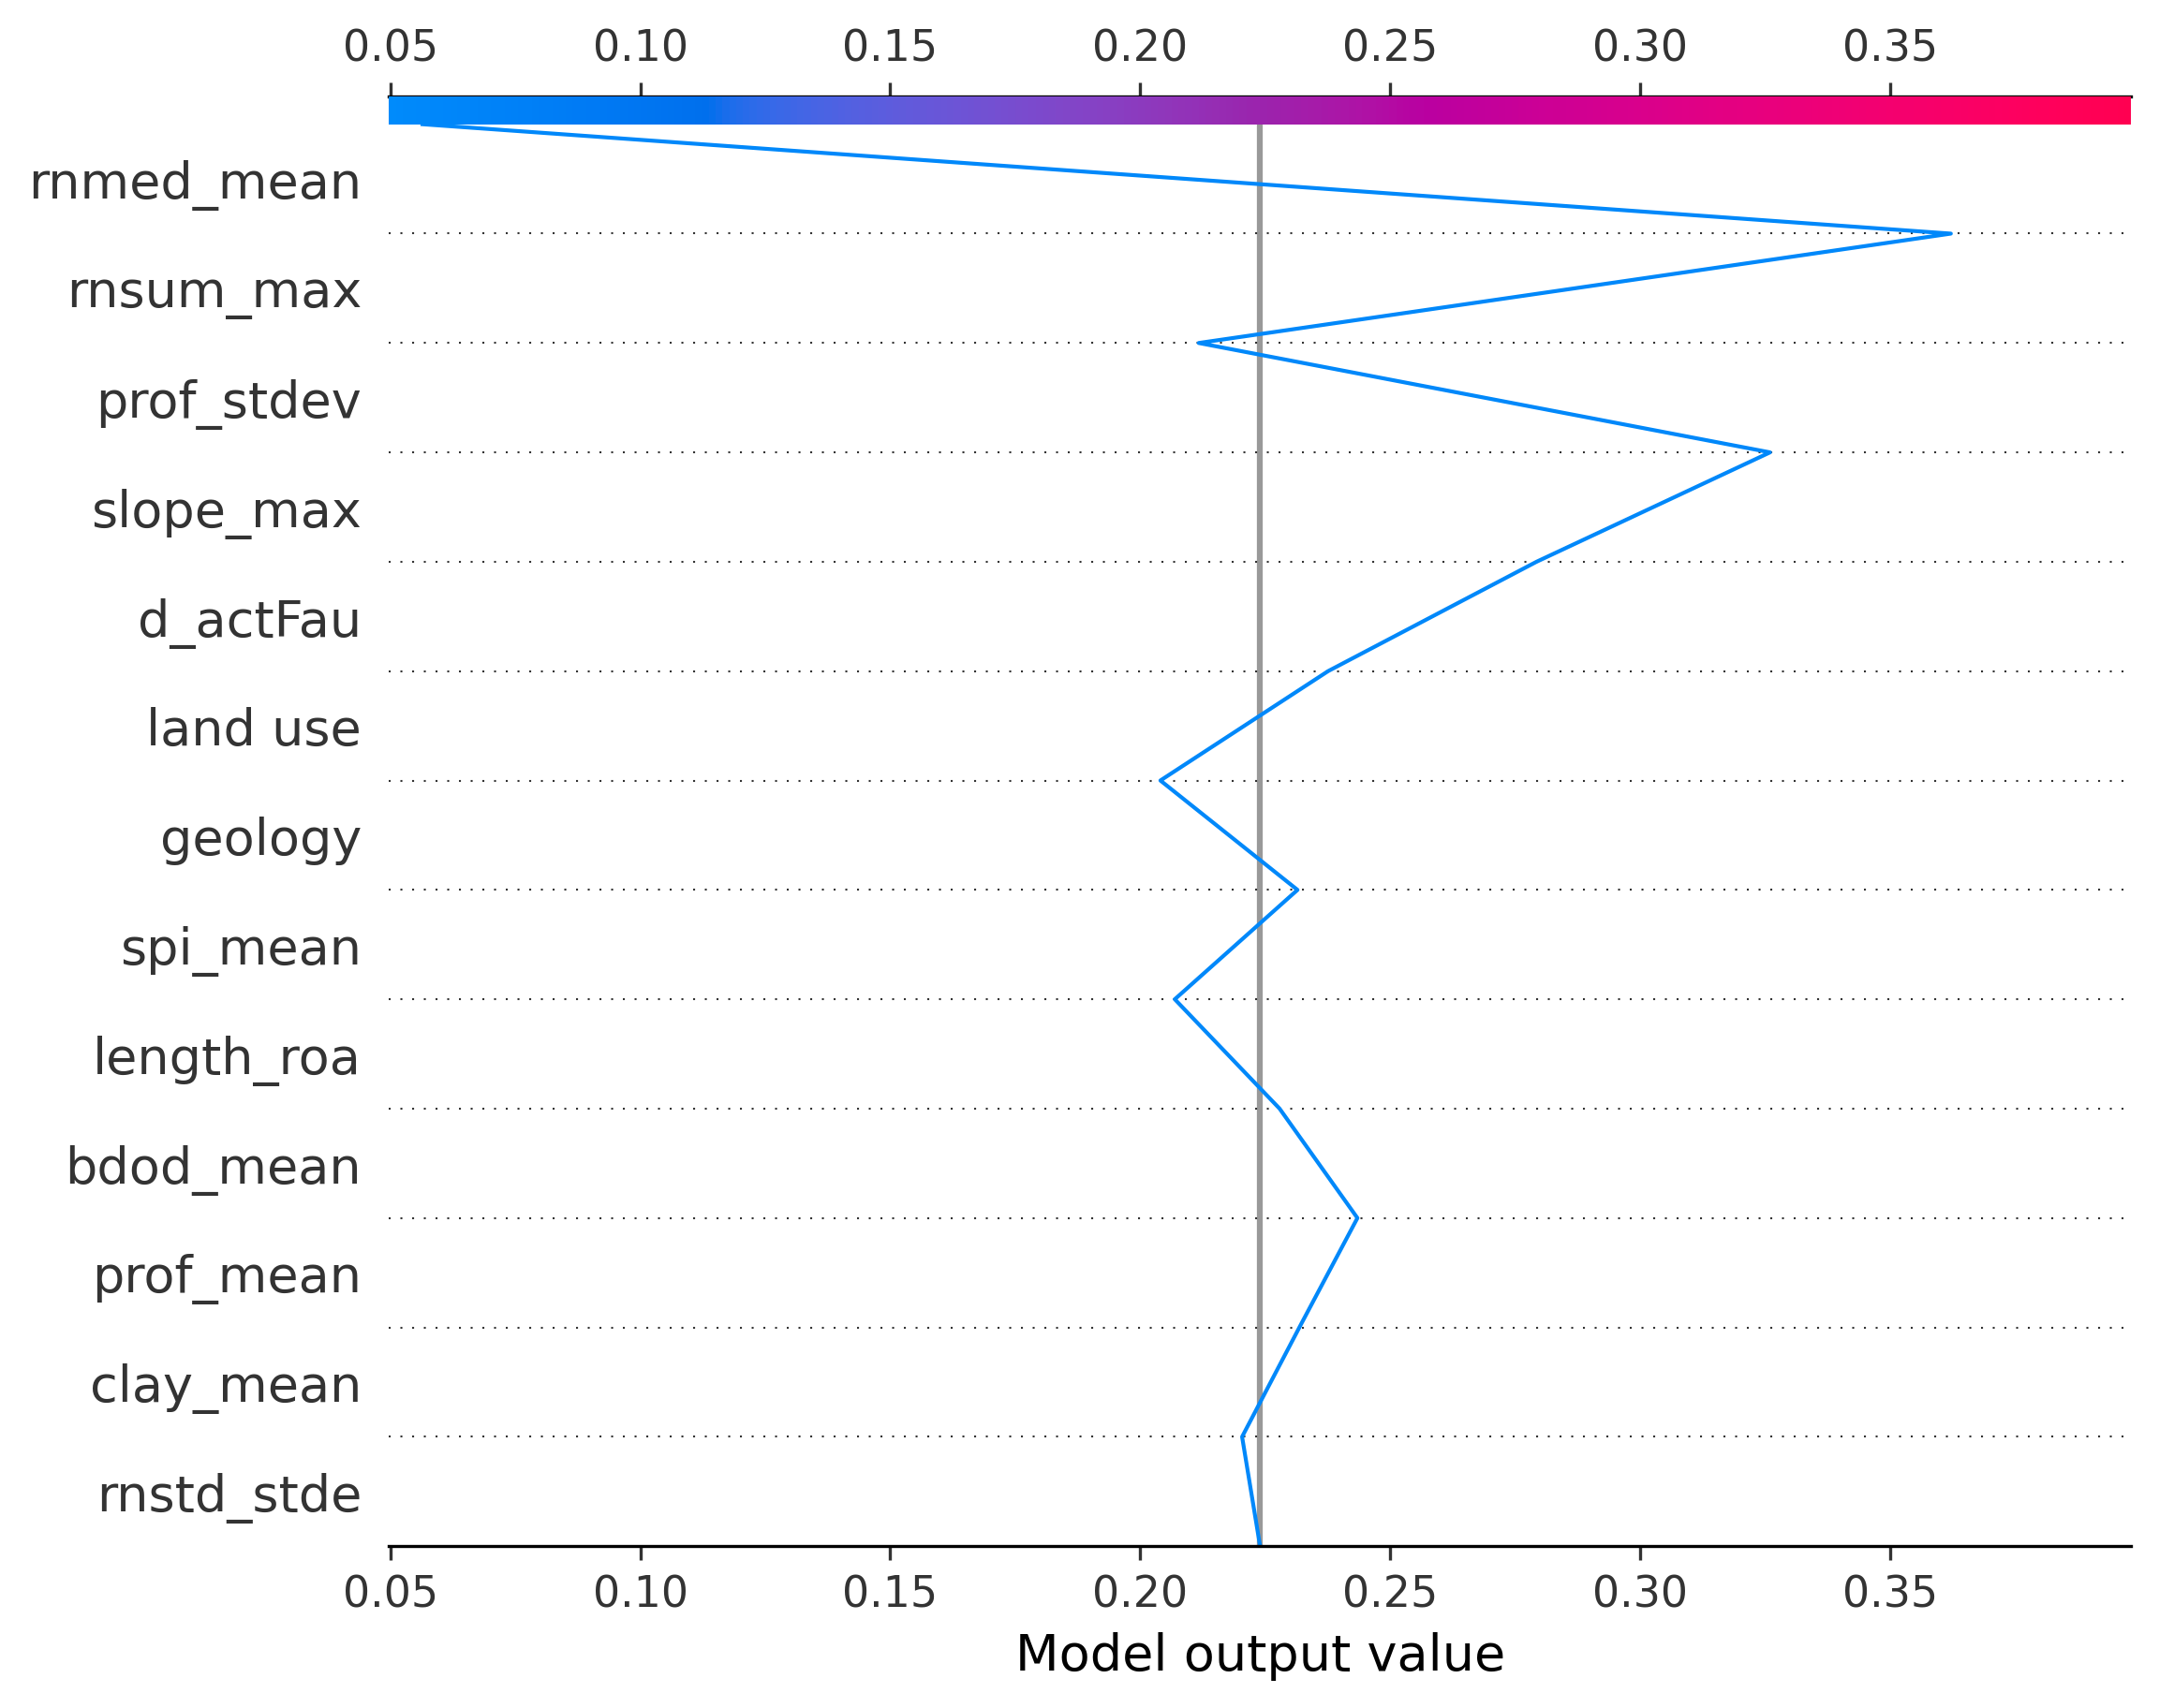 0.05 0.10 0.15 0.20 0.25 0.30 0.35
rnmed_mean
rnsum_max
prof_stdev
slope_max
d_actFau
land use
geology
spi_mean
length_roa
bdod_mean
prof_mean
clay_mean
rnstd_stde
0.05 0.10 0.15 0.20 0.25 0.30 0.35
Model output value